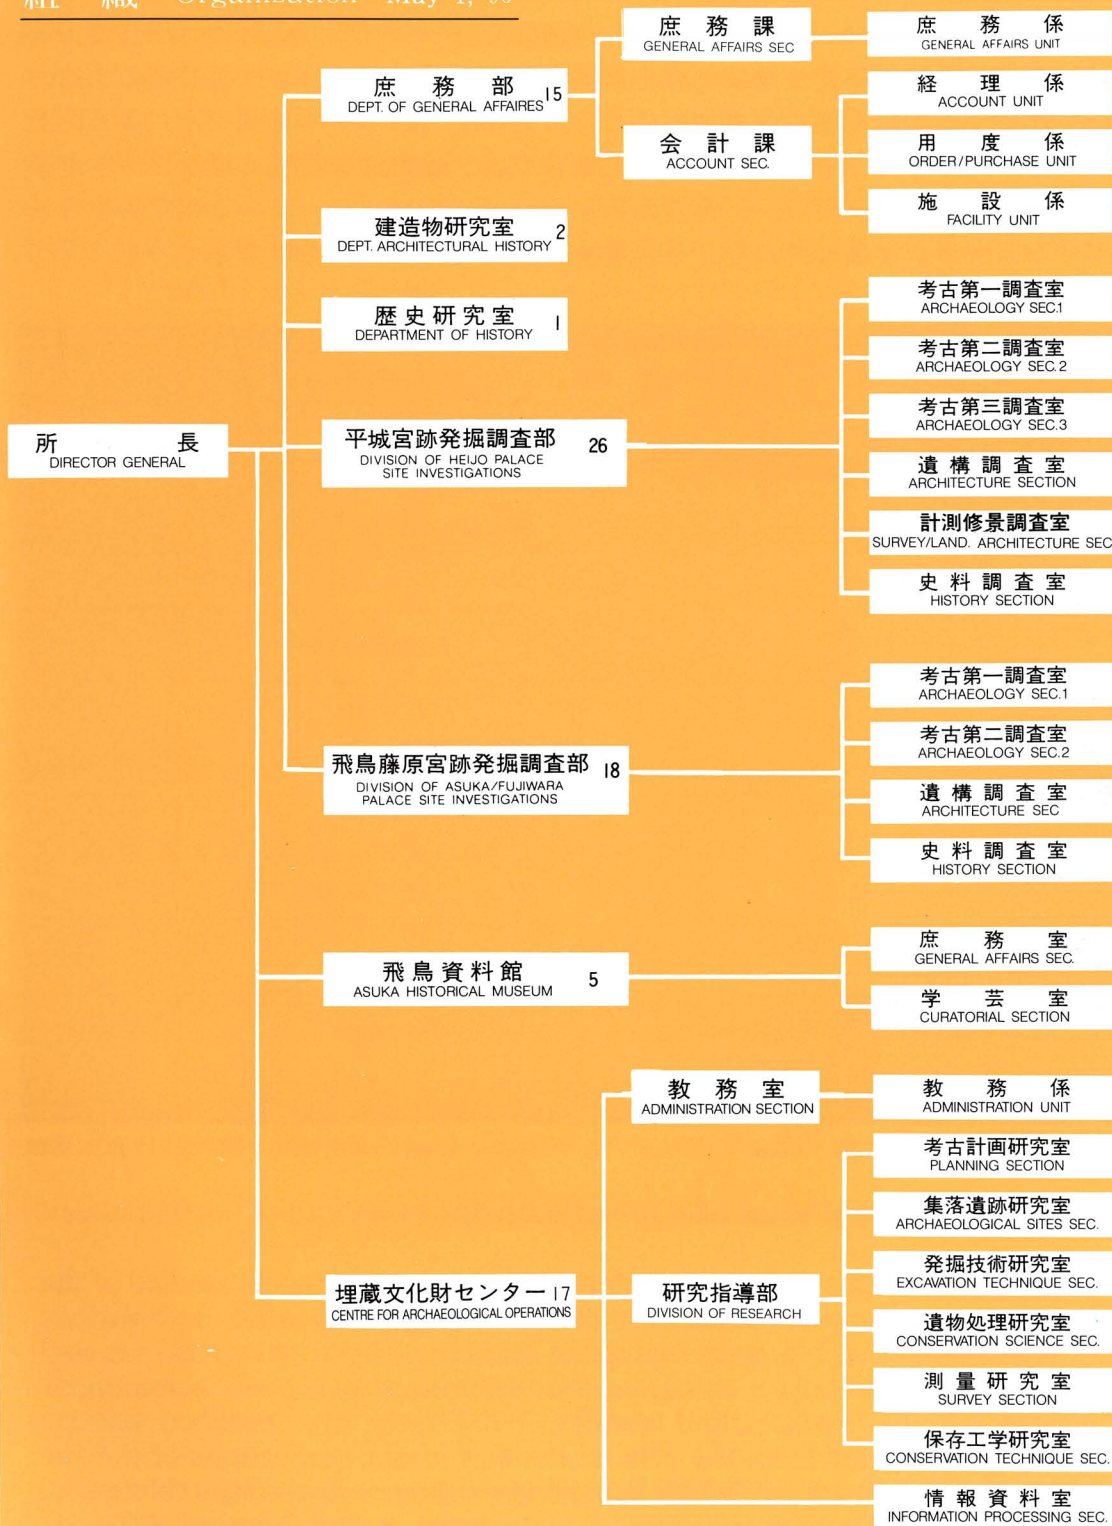 組 織 Organization May 1,
所 長
DIRECTOR GENERAL
庶 務 部 15
DEPT. OF GENERAL AFFAIRES
庶 務 課
GENERAL AFFAIRS SEC
庶 務 係
GENERAL AFFAIRS UNIT
会 計 課
ACCOUNT SEC.
経 理 係
ACCOUNT UNIT
用 度 係
ORDER/PURCHASE UNIT
施 設 係
FACILITY UNIT
建造物研究室 2
DEPT. ARCHITECTURAL HISTORY
歴史研究室 1
DEPARTMENT OF HISTORY
平城宮跡発掘調査部 26
DIVISION OF HEIJO PALACE
SITE INVESTIGATIONS
考古第一調査室
ARCHAEOLOGY SEC.1
考古第二調査室
ARCHAEOLOGY SEC.2
考古第三調査室
ARCHAEOLOGY SEC.3
遺構調査室
ARCHITECTURE SECTION
計測修景調査室
SURVEY/LAND. ARCHITECTURE SEC
史料調査室
HISTORY SECTION
飛鳥藤原宮跡発掘調査部 18
DIVISION OF ASUKA/FUJIWARA
PALACE SITE INVESTIGATIONS
考古第一調査室
ARCHAEOLOGY SEC.1
考古第二調査室
ARCHAEOLOGY SEC.2
遺構調査室
ARCHITECTURE SEC
史料調査室
HISTORY SECTION
飛鳥資料館 5
ASUKA HISTORICAL MUSEUM
庶 務 室
GENERAL AFFAIRS SEC.
学 芸 室
CURATORIAL SECTION
埋蔵文化財センター 17
CENTRE FOR ARCHAEOLOGICAL OPERATIONS
教 務 室
ADMINISTRATION SECTION
教 務 係
ADMINISTRATION UNIT
研究指導部
DIVISION OF RESEARCH
考古計画研究室
PLANNING SECTION
集落遺跡研究室
ARCHAEOLOGICAL SITES SEC.
発掘技術研究室
EXCAVATION TECHNIQUE SEC.
遺物処理研究室
CONSERVATION SCIENCE SEC.
測量研究室
SURVEY SECTION
保存工学研究室
CONSERVATION TECHNIQUE SEC.
情報資料室
INFORMATION PROCESSING SEC.